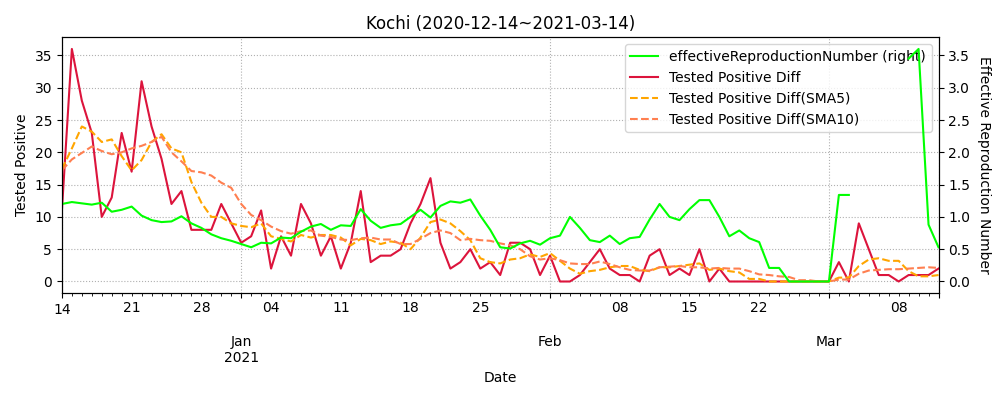 Kochi (2020-12-14~2021-03-14)
effectiveReproductionNumber (right)
Tested Positive Diff
Tested Positive Diff(SMA5)
Tested Positive Diff(SMA10)
Tested Positive
35
30
25
20
15
10
5
0
3.5
3.0
2.5
2.0
1.5
1.0
0.5
0.0
Effective Reproduction Number
14 21 28 04 11 18 25 08 15 22 08
Jan Feb Mar
2021
Date